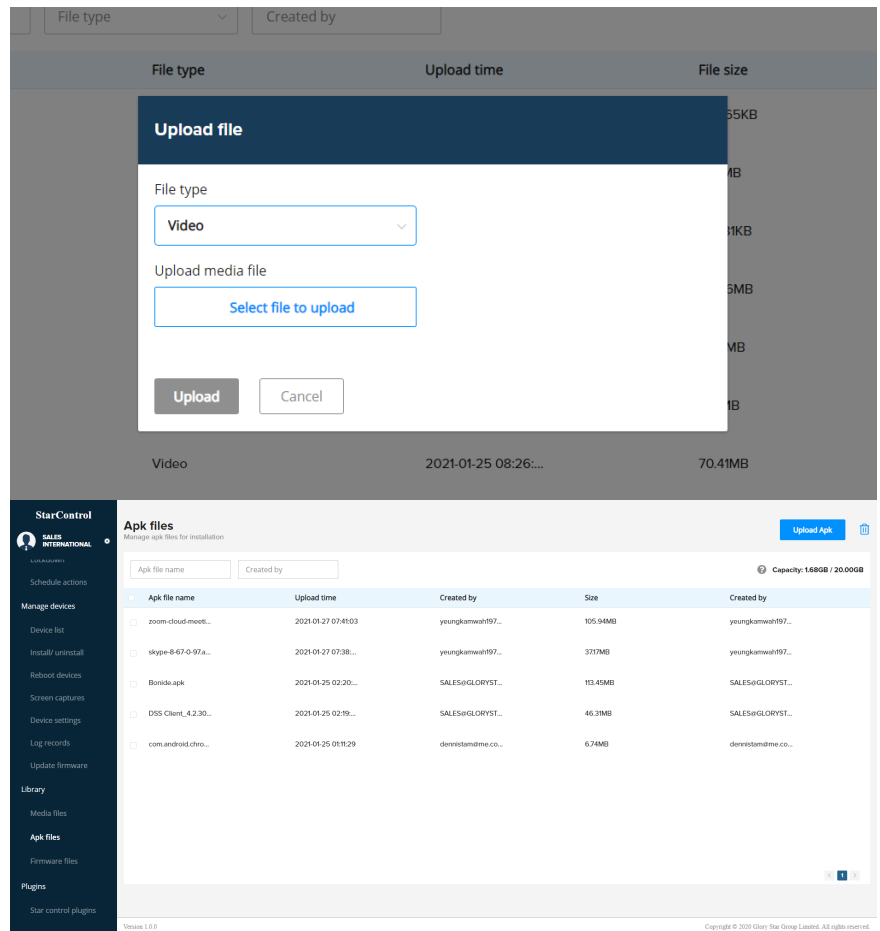 File type
Created by
File type Upload time File size
65KB
Upload file
MB
File type
Video
31KB
Upload media file
Select file to upload
6MB
MB
Upload Cancel
MB
Video 2021-01-25 08:26:... 70.41MB
StarControl
SALES INTERNATIONAL
Lockdown
Schedule actions
Manage devices
Device list
Install/ uninstall
Reboot devices
Screen captures
Device settings
Log records
Update firmware
Library
Media files
Apk files
Firmware files
Plugins
Star control plugins
Apk files
Manage apk files for installation
Upload Apk
Apk file name
Created by
Capacity: 1.68GB / 20.00GB
Apk file name Upload time Created by Size Created by
zoom-cloud-meeti... 2021-01-27 07:41:03 yeungkamwah197... 105.94MB yeungkamwah197...
skype-8-67-0-97.a... 2021-01-27 07:38:... yeungkamwah197... 37.17MB yeungkamwah197...
Bonide.apk 2021-01-25 02:20:... SALES@GLORYST... 113.45MB SALES@GLORYST...
DSS Client_4.2.30... 2021-01-25 02:19:... SALES@GLORYST... 46.31MB SALES@GLORYST...
com.android.chro... 2021-01-25 01:11:29 dennistam@me.co... 6.74MB dennistam@me.co...
1
Version 1.0.0
Copyright © 2020 Glory Star Group Limited. All rights reserved.